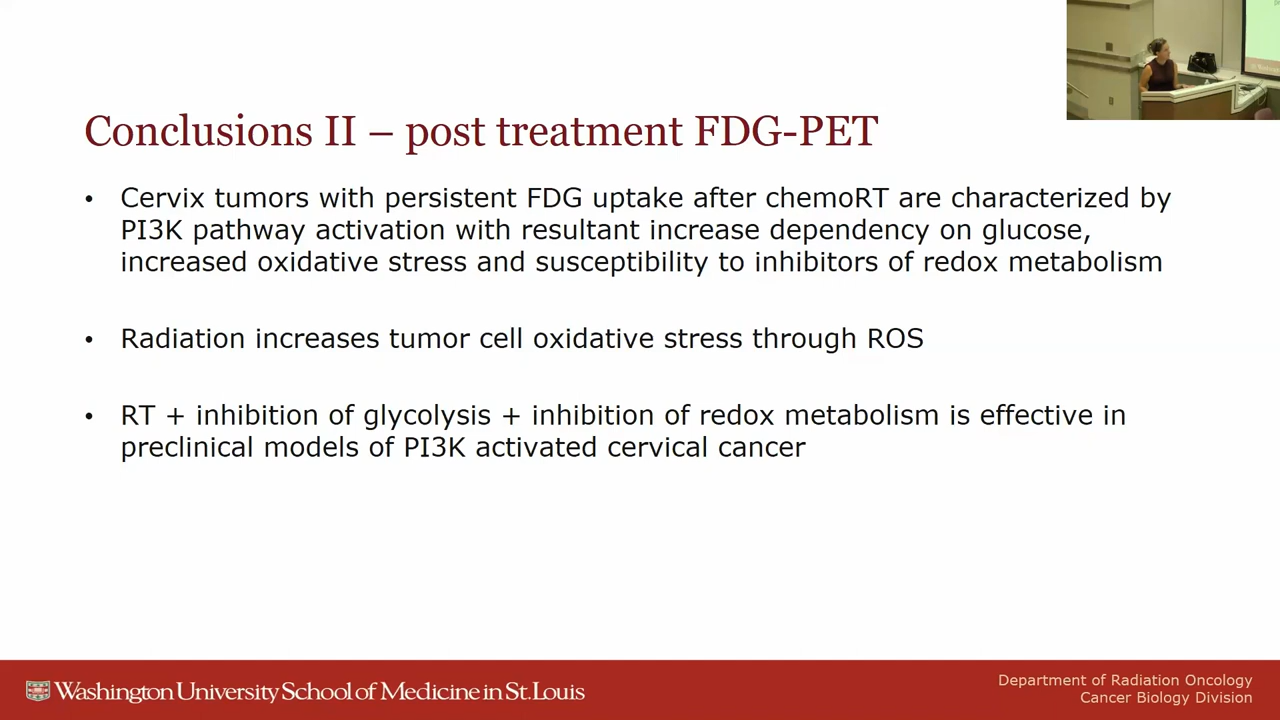 Conclusions II – post treatment FDG-PET
• Cervix tumors with persistent FDG uptake after chemoRT are characterized by
PI3K pathway activation with resultant increase dependency on glucose,
increased oxidative stress and susceptibility to inhibitors of redox metabolism
• Radiation increases tumor cell oxidative stress through ROS
• RT + inhibition of glycolysis + inhibition of redox metabolism is effective in
preclinical models of PI3K activated cervical cancer
Washington University School of Medicine in St. Louis
Department of Radiation Oncology
Cancer Biology Division